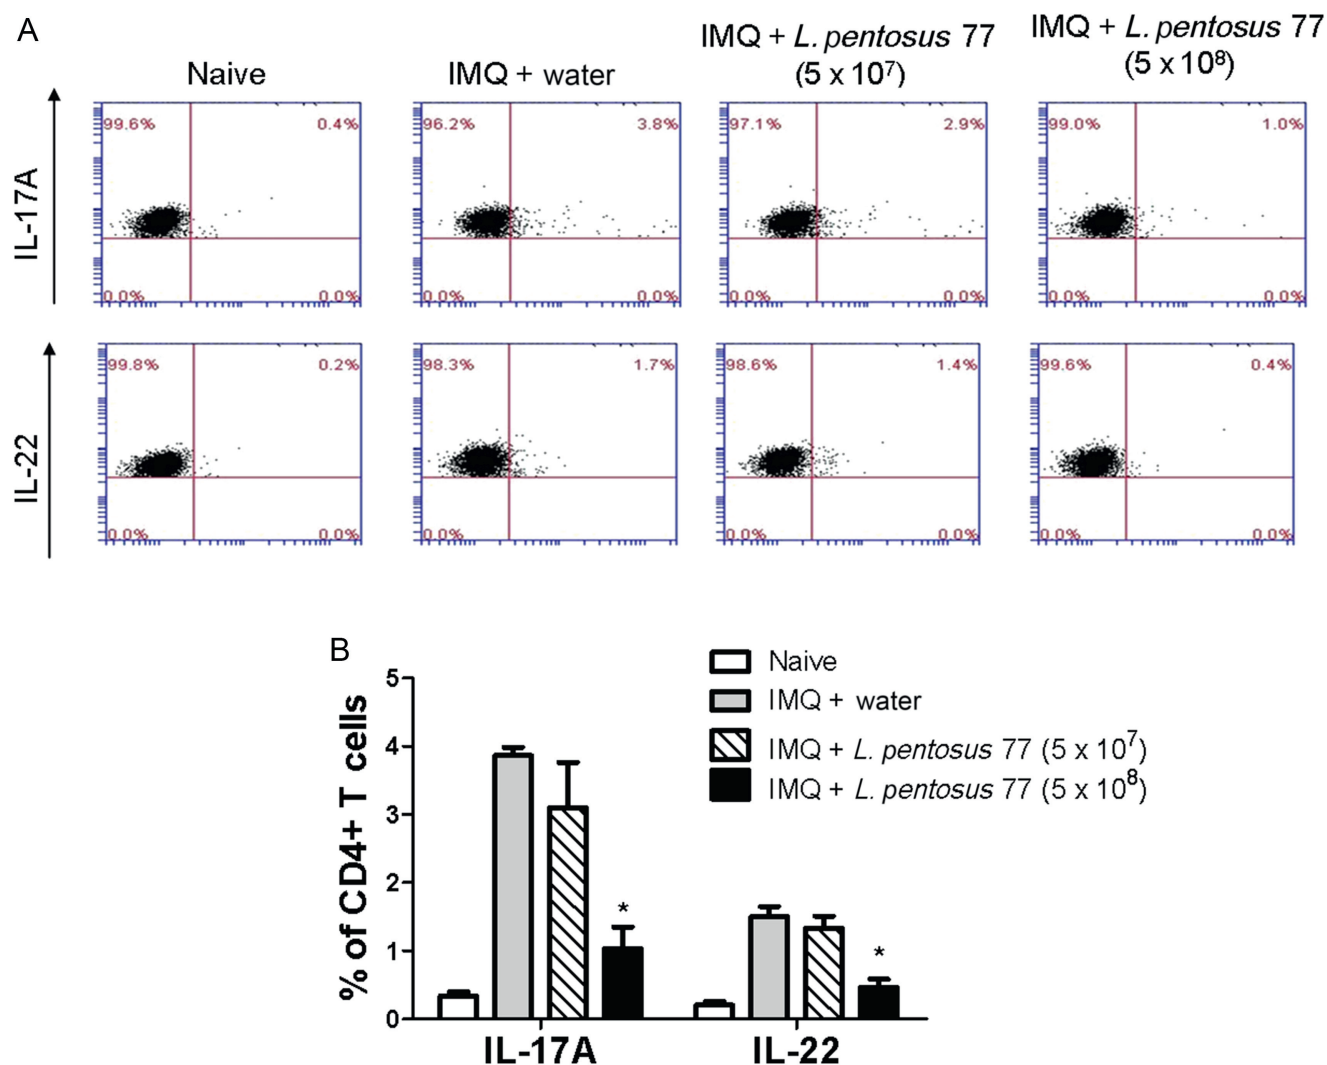 A
Naive
IMQ + water
IMQ + L. pentosus 77
(5 x 10⁷)
IMQ + L. pentosus 77
(5 x 10⁸)
IL-17A
99.6% 0.4%
0.0% 0.0%
96.2% 3.8%
0.0% 0.0%
97.1% 2.9%
0.0% 0.0%
99.0% 1.0%
0.0% 0.0%
IL-22
99.8% 0.2%
0.0% 0.0%
98.3% 1.7%
0.0% 0.0%
98.6% 1.4%
0.0% 0.0%
99.6% 0.4%
0.0% 0.0%
B
Naive
IMQ + water
IMQ + L. pentosus 77 (5 x 10⁷)
IMQ + L. pentosus 77 (5 x 10⁸)
% of CD4+ T cells
5
4
3
2
1
0
*
*
IL-17A
IL-22